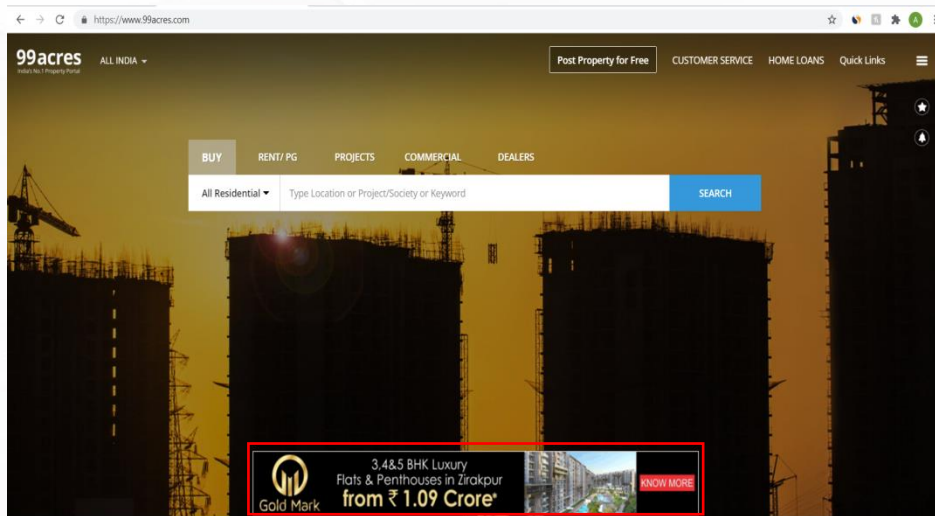 https://www.99acres.com
A
99acres
India's No.1 Property Portal
ALL INDIA
Post Property for Free
CUSTOMER SERVICE
HOME LOANS
Quick Links
BUY
RENT/ PG
PROJECTS
COMMERCIAL
DEALERS
All Residential
Type Location or Project/Society or Keyword
SEARCH
Gold Mark
3,4&5 BHK Luxury
Flats & Penthouses in Zirakpur
from ₹ 1.09 Crore*
KNOW MORE